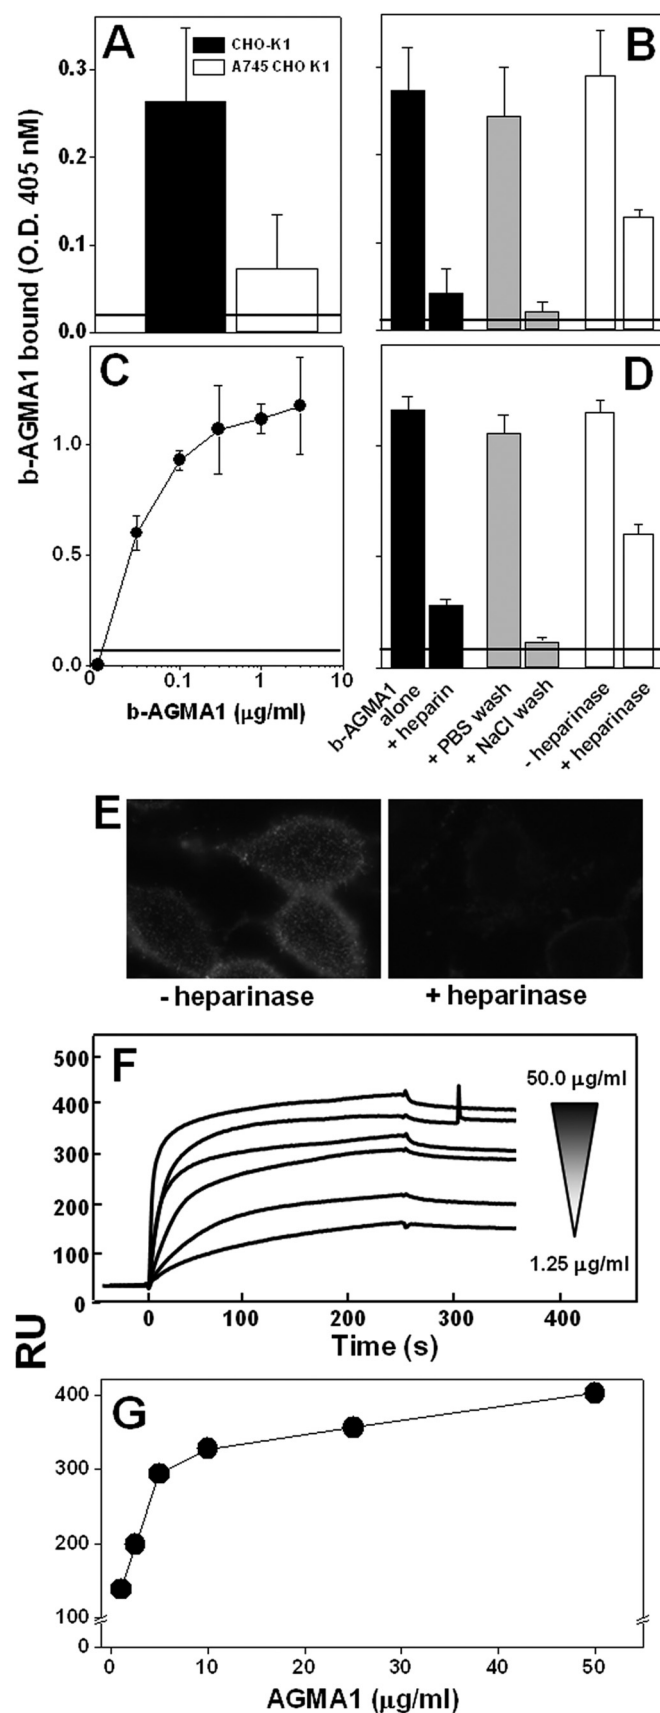 A
CHO-K1
A745 CHO K1
B
0.3
0.2
0.1
0.0
b-AGMA1 bound (O.D. 405 nM)
C
D
1.0
0.5
0.0
0
0.1
1
10
b-AGMA1 (µg/ml)
b-AGMA1
alone
+ heparin
+ PBS wash
+ NaCl wash
- heparinase
+ heparinase
E
- heparinase
+ heparinase
F
500
400
300
200
100
0
50.0 µg/ml
1.25 µg/ml
0
100
200
300
400
Time (s)
RU
G
400
300
200
100
0
0
10
20
30
40
50
AGMA1 (µg/ml)